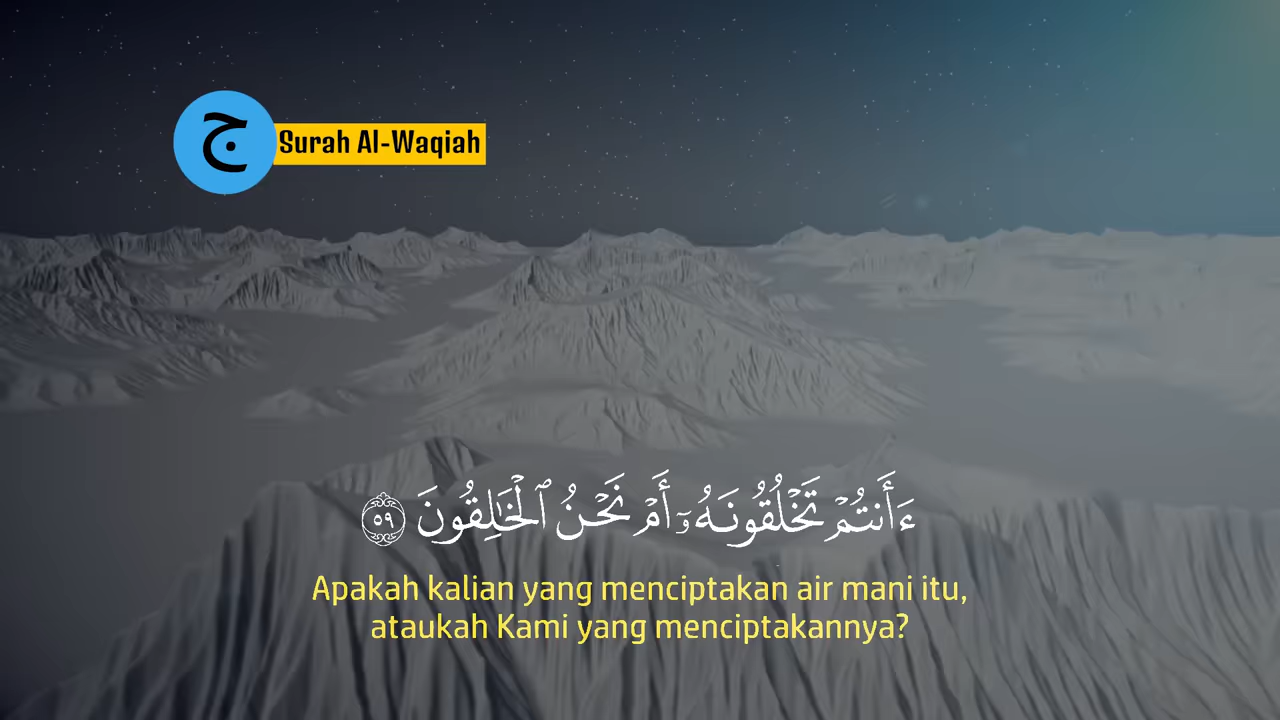 ج
Surah Al-Waqiah
ءَأَنتُمْ تَخْلُقُونَهُۥٓ أَمْ نَحْنُ ٱلْخَٰلِقُونَ ٥٩
Apakah kalian yang menciptakan air mani itu,
ataukah Kami yang menciptakannya?